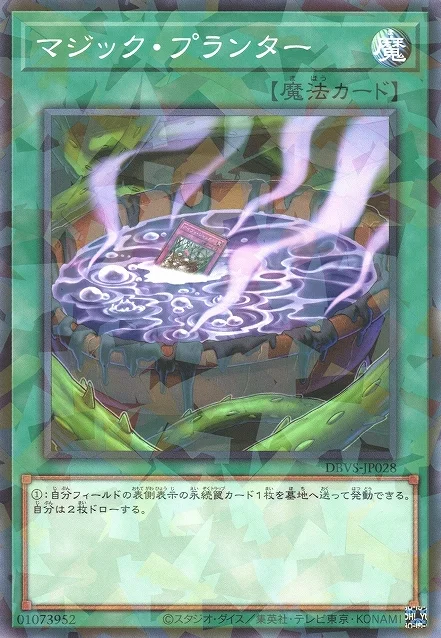 マジック・プランター
魔
【魔法カード】
DBVS-JP028
①:自分フィールドの表側表示の永続罠カード1枚を墓地へ送って発動できる。
自分は2枚ドローする。
01073952
©スタジオ・ダイス/集英社・テレビ東京・KONAMI